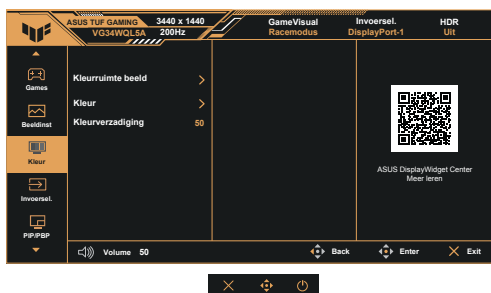 ASUS TUF GAMING 3440 x 1440
VG34WQL5A 200Hz
GameVisual
Racemodus
Invoersel.
DisplayPort-1
HDR
Uit
Games
Beeldinst
Kleur
Invoersel.
PIP/PBP
Kleurruimte beeld
Kleur
Kleurverzadiging 50
ASUS DisplayWidget Center
Meer leren
Volume 50
Back
Enter
Exit